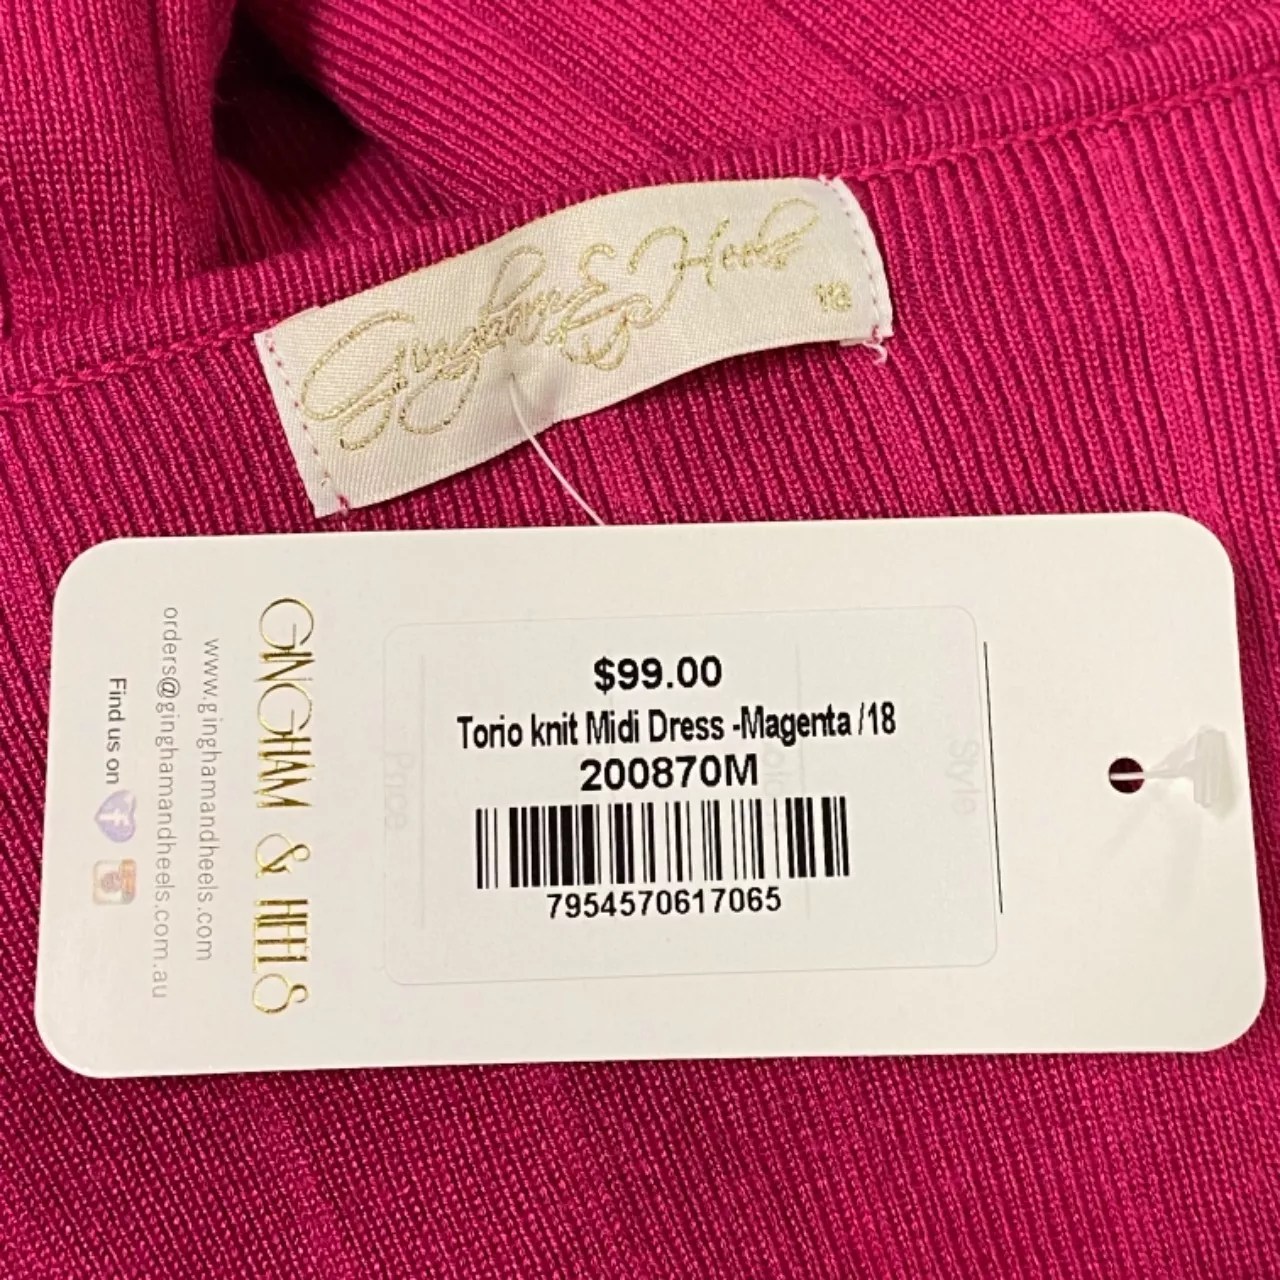 Gingham & Heels
18
$99.00
Torio knit Midi Dress -Magenta /18
200870M
7954570617065
Style
Price
GINGHAM & HEELS
www.ginghamandheels.com
orders@ginghamandheels.com.au
Find us on f